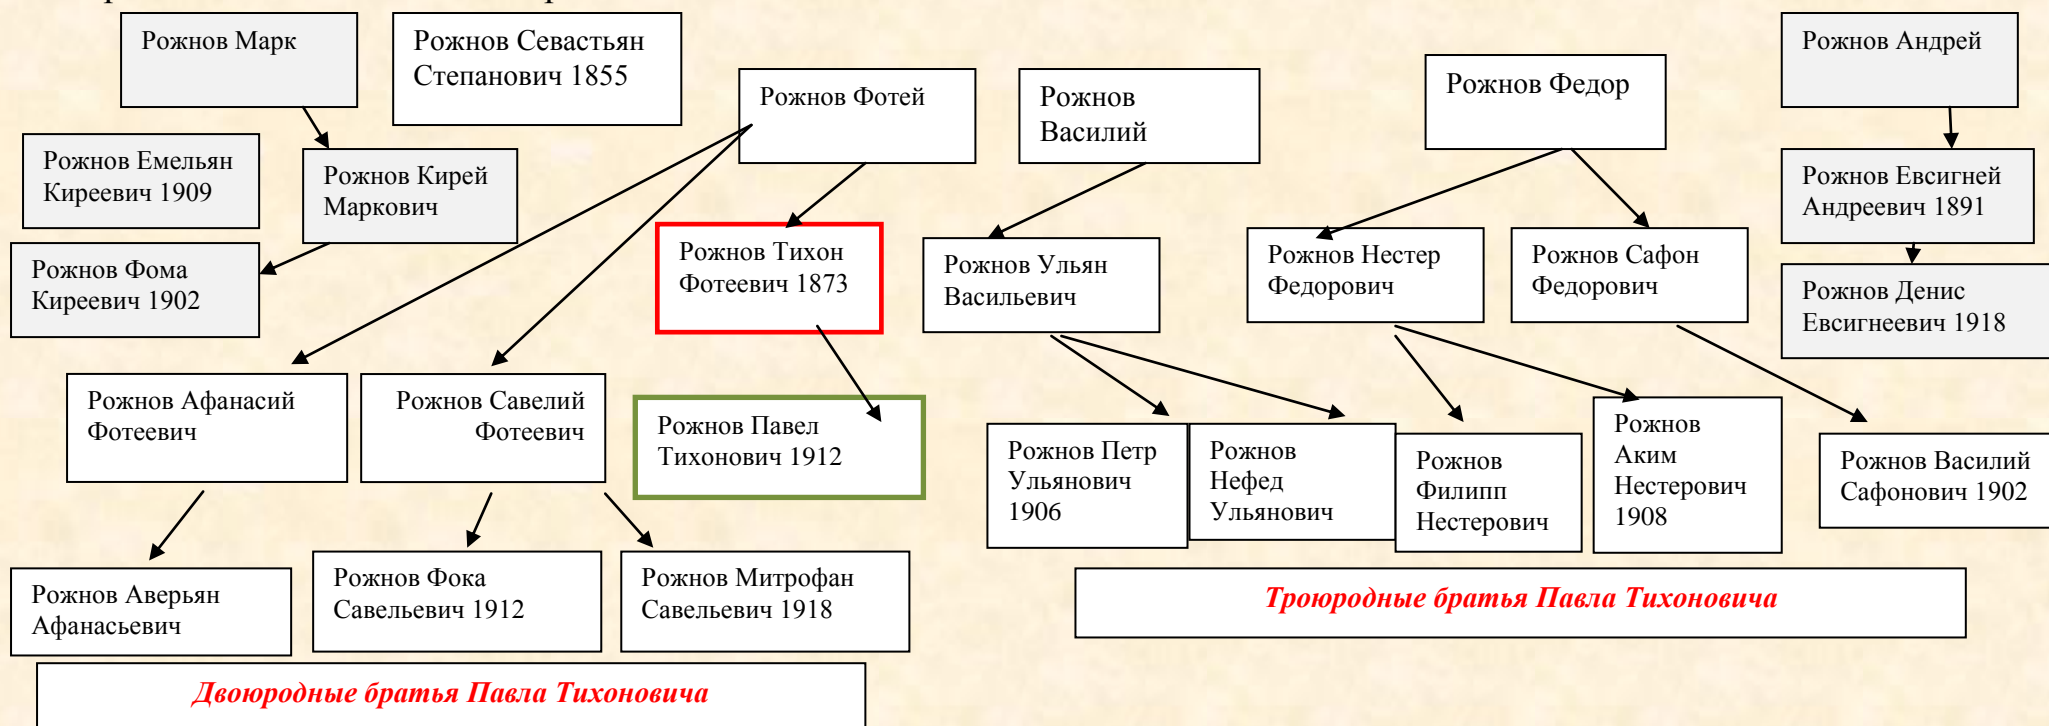 Рожнов Марк
Рожнов Севастьян
Степанович 1855
Рожнов Фотей
Рожнов
Василий
Рожнов Федор
Рожнов Андрей
Рожнов Емельян
Киреевич 1909
Рожнов Кирей
Маркович
Рожнов Евсигней
Андреевич 1891
Рожнов Фома
Киреевич 1902
Рожнов Тихон
Фотеевич 1873
Рожнов Ульян
Васильевич
Рожнов Нестер
Федорович
Рожнов Сафон
Федорович
Рожнов Денис
Евсигнеевич 1918
Рожнов Афанасий
Фотеевич
Рожнов Савелий
Фотеевич
Рожнов Павел
Тихонович 1912
Рожнов Петр
Ульянович
1906
Рожнов
Нефед
Ульянович
Рожнов
Филипп
Нестерович
Рожнов
Аким
Нестерович
1908
Рожнов Василий
Сафонович 1902
Рожнов Аверьян
Афанасьевич
Рожнов Фока
Савельевич 1912
Рожнов Митрофан
Савельевич 1918
Троюродные братья Павла Тихоновича
Двоюродные братья Павла Тихоновича